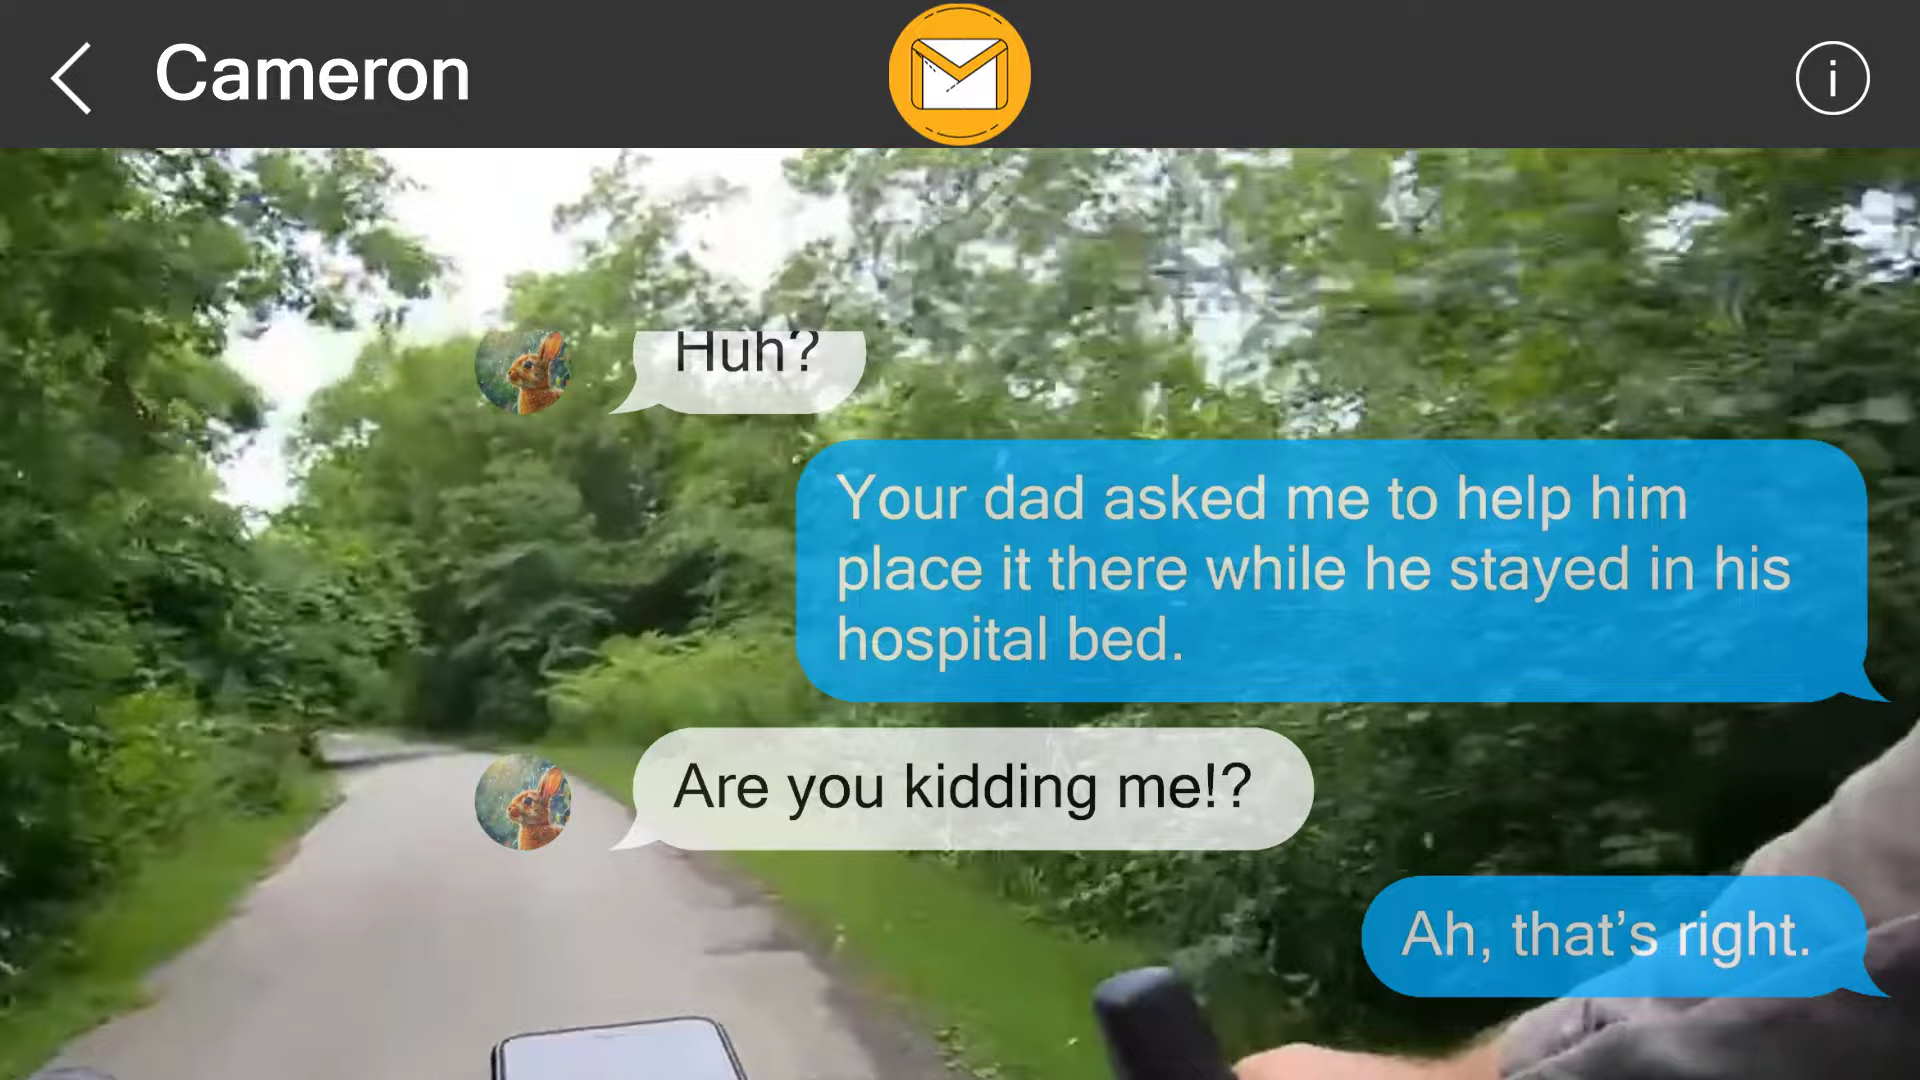 Cameron
i
Huh?
Your dad asked me to help him
place it there while he stayed in his
hospital bed.
Are you kidding me!?
Ah, that’s right.